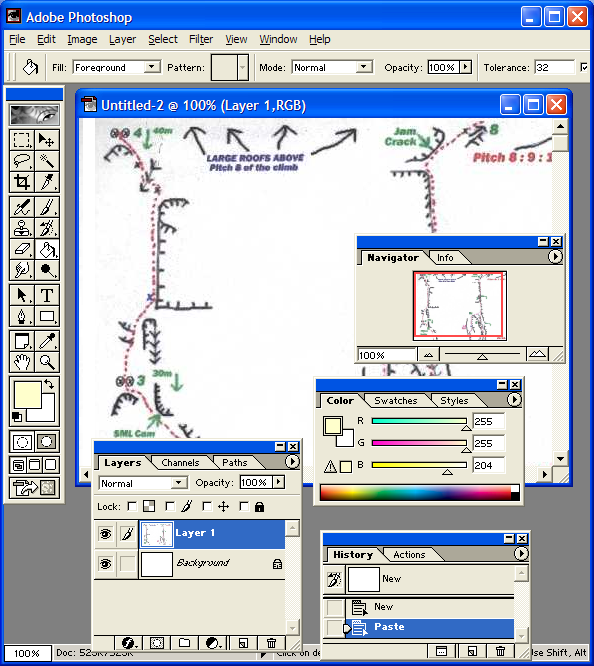 Adobe Photoshop
File Edit Image Layer Select Filter View Window Help
Fill: Foreground Pattern: Mode: Normal Opacity: 100% Tolerance: 32
Untitled-2 @ 100% (Layer 1,RGB)
4 40m
LARGE ROOFS ABOVE
Pitch 8 of the climb
Jam
Crack
8
Pitch 8 : 9 : 1
Navigator Info
100%
3 30m
SML Cam
Color Swatches Styles
R 255
G 255
B 204
Layers Channels Paths
Normal Opacity: 100%
Lock:
Layer 1
Background
History Actions
New
New
Paste
100% Doc: 525K/525K Click on de Use Shift, Alt